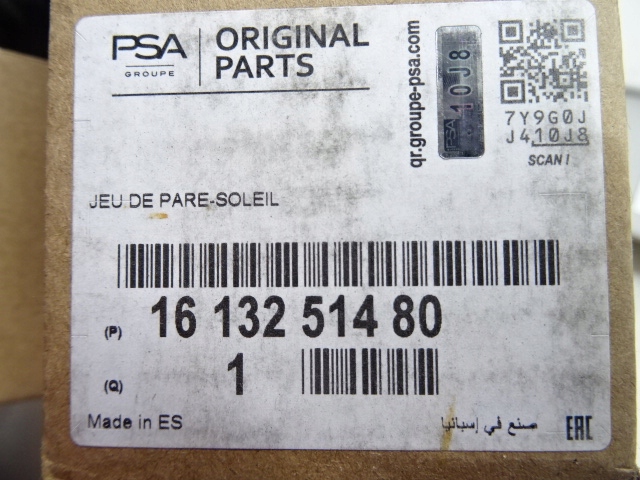 PSA
GROUPE
ORIGINAL
PARTS
qr.groupe-psa.com
PSA 10J8
7Y9G0J
J410J8
SCAN !
JEU DE PARE-SOLEIL
(P) 16 132 514 80
(Q) 1
Made in ES
صنع في إسبانيا
EAC